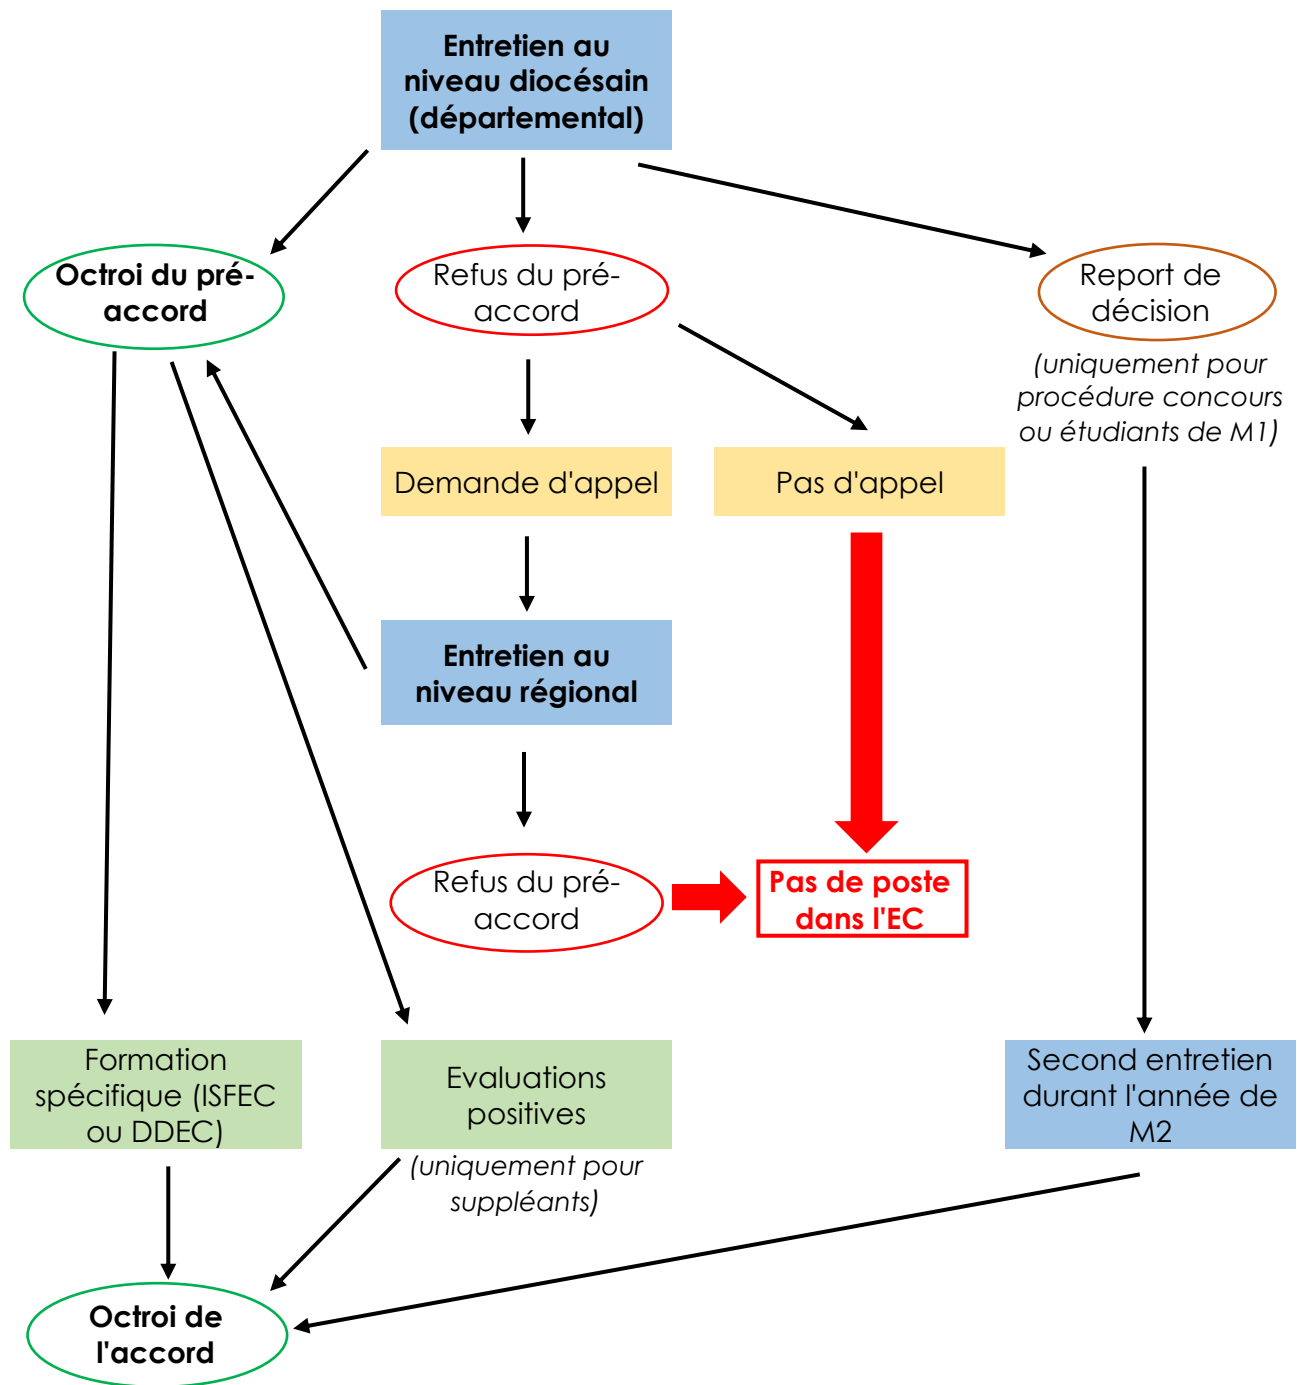 Entretien au
niveau diocésain
(départemental)
Octroi du pré-
accord
Refus du pré-
accord
Report de
décision
(uniquement pour
procédure concours
ou étudiants de M1)
Demande d'appel
Pas d'appel
Entretien au
niveau régional
Refus du pré-
accord
Pas de poste
dans l'EC
Formation
spécifique (ISFEC
ou DDEC)
Evaluations
positives
(uniquement pour
suppléants)
Second entretien
durant l'année de
M2
Octroi de
l'accord